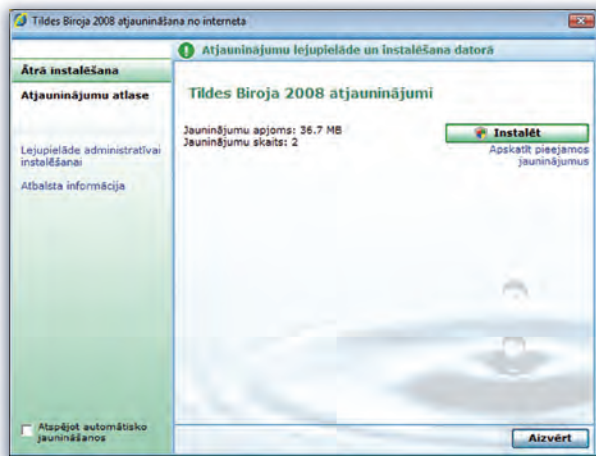 Tildes Biroja 2008 atjaunināšana no interneta
Atjauninājumu lejupielāde un instalēšana datorā
Ātrā instalēšana
Atjauninājumu atlase
Lejupielāde administratīvai
instalēšanai
Atbalsta informācija
Tildes Biroja 2008 atjauninājumi
Jauninājumu apjoms: 36.7 MB
Jauninājumu skaits: 2
Instalēt
Apskatīt pieejamos
jauninājumus
Atspējot automātisko
jaunināšanos
Aizvērt